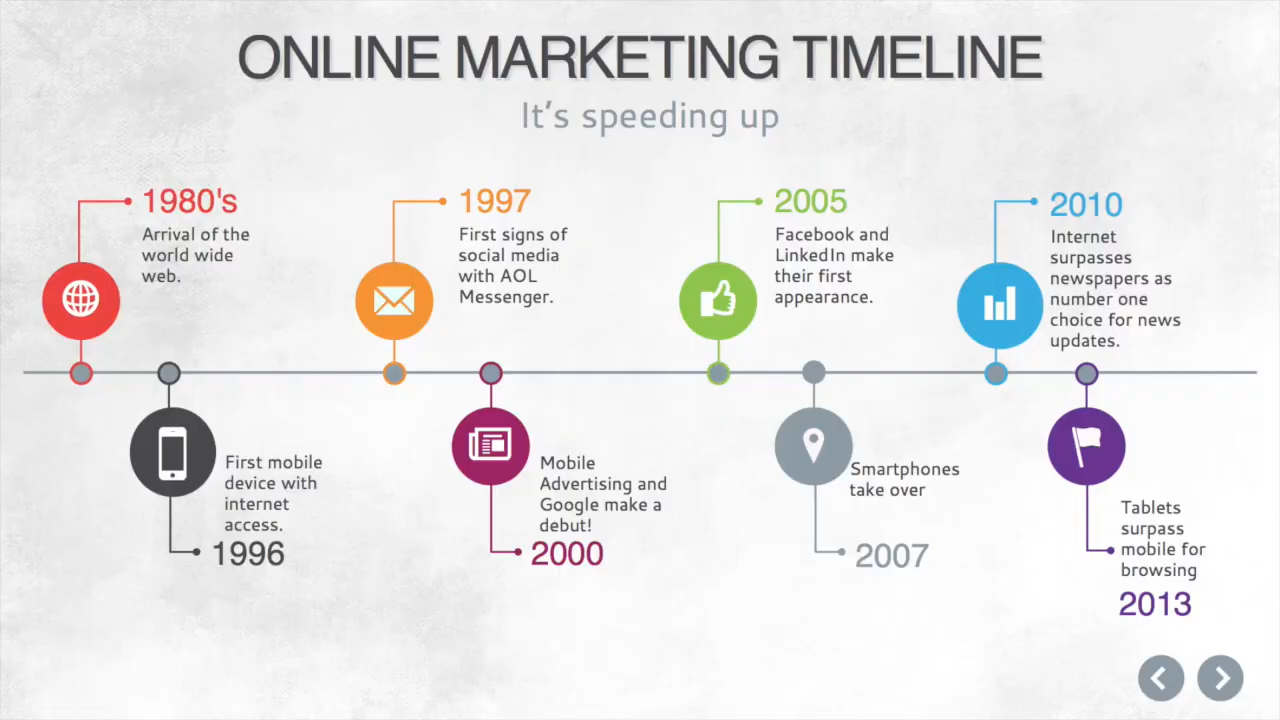 ONLINE MARKETING TIMELINE
It's speeding up
1980's
Arrival of the
world wide
web.
1997
First signs of
social media
with AOL
Messenger.
2005
Facebook and
LinkedIn make
their first
appearance.
2010
Internet
surpasses
newspapers as
number one
choice for news
updates.
First mobile
device with
internet
access.
1996
Mobile
Advertising and
Google make a
debut!
2000
Smartphones
take over
2007
Tablets
surpass
mobile for
browsing
2013